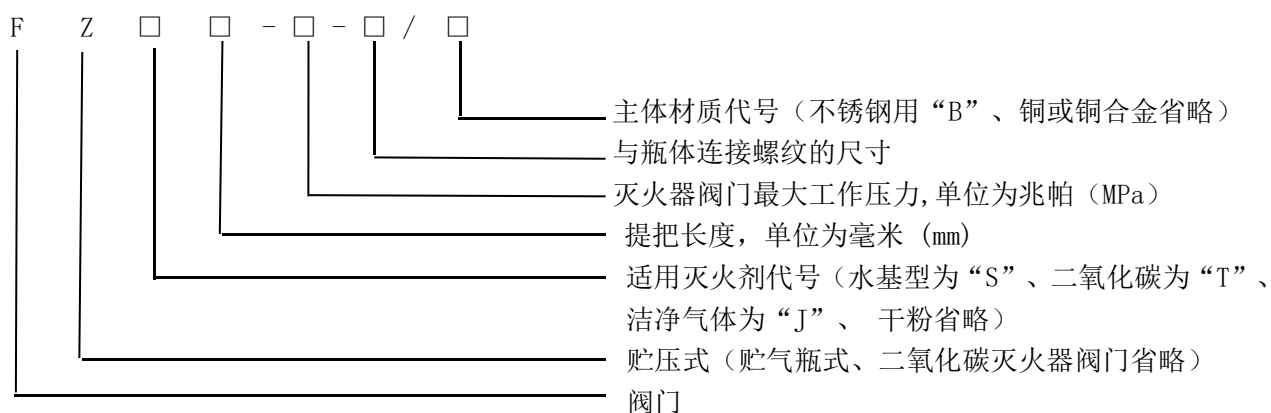 F Z □ □ - □ - □ / □
主体材质代号（不锈钢用“B”、铜或铜合金省略）
与瓶体连接螺纹的尺寸
灭火器阀门最大工作压力,单位为兆帕（MPa）
提把长度，单位为毫米 (mm)
适用灭火剂代号（水基型为“S”、二氧化碳为“T”、
洁净气体为“J”、 干粉省略）
贮压式（贮气瓶式、二氧化碳灭火器阀门省略）
阀门